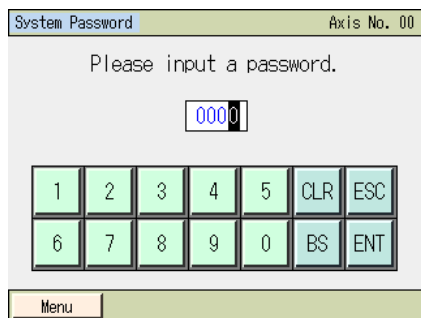 System Password Axis No. 00
Please input a password.
0000
1 2 3 4 5 CLR ESC
6 7 8 9 0 BS ENT
Menu